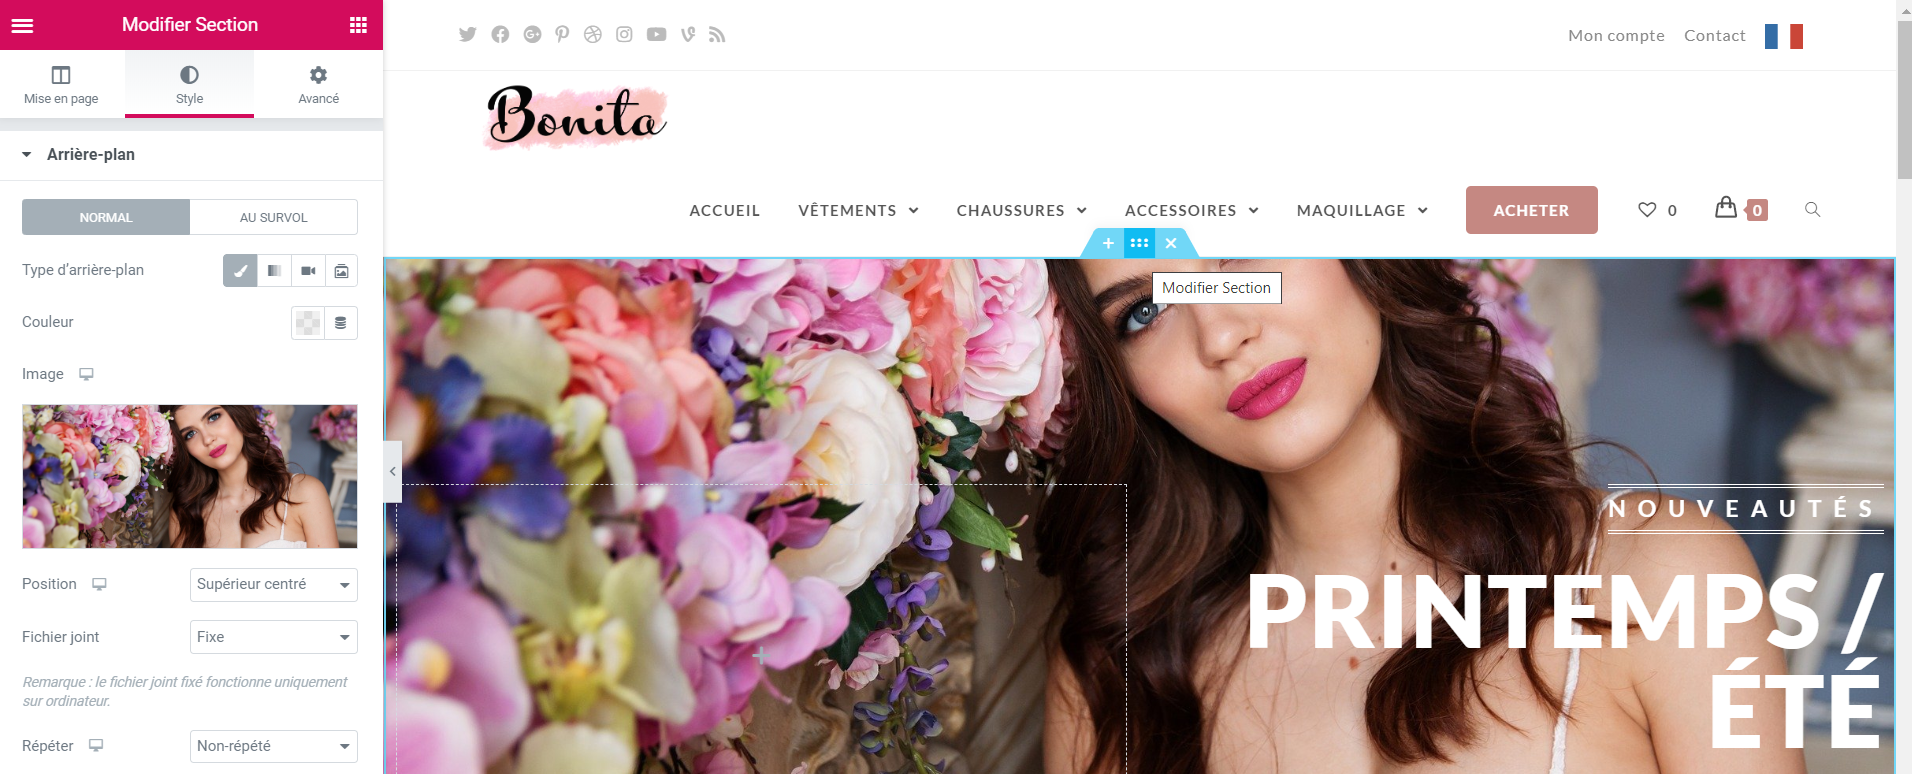 Modifier Section
Mise en page
Style
Avancé
Arrière-plan
NORMAL
AU SURVOL
Type d'arrière-plan
Couleur
Image
Position
Supérieur centré
Fichier joint
Fixe
Remarque : le fichier joint fixé fonctionne uniquement
sur ordinateur.
Répéter
Non-répété
Mon compte
Contact
Bonita
ACCUEIL
VÊTEMENTS
CHAUSSURES
ACCESSOIRES
MAQUILLAGE
ACHETER
0
0
Modifier Section
NOUVEAUTÉS
PRINTEMPS /
ÉTÉ